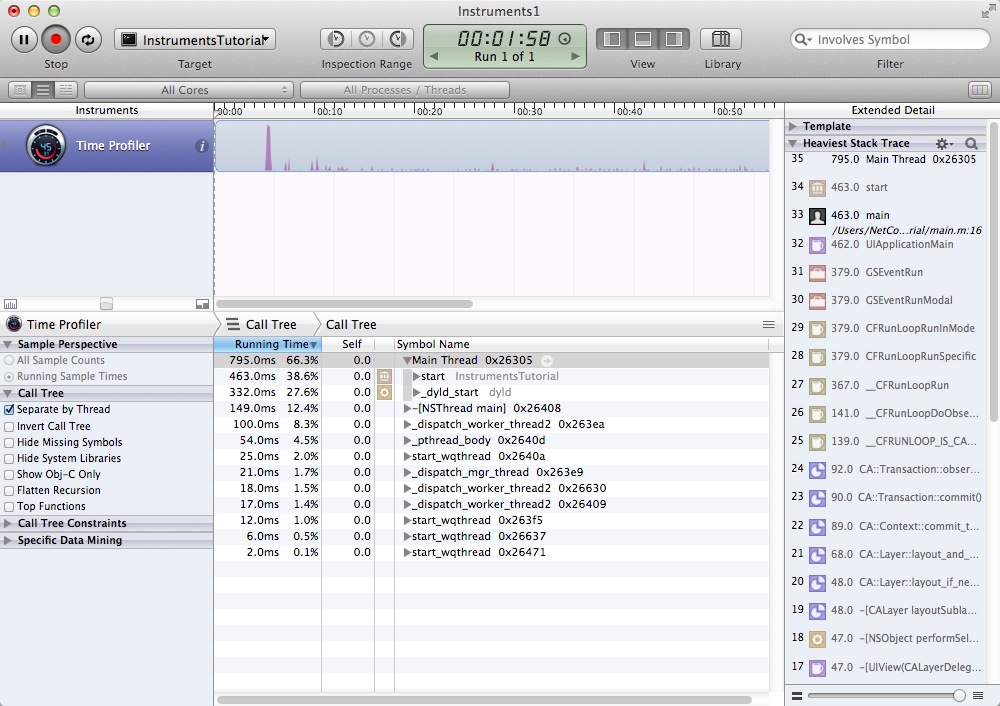 Instruments1
InstrumentsTutorial
00:01:58
Run 1 of 1
Involves Symbol
Stop
Target
Inspection Range
View
Library
Filter
All Cores
All Processes / Threads
Instruments
00:00
00:10
00:20
00:30
00:40
00:50
Extended Detail
Time Profiler
Template
Heaviest Stack Trace
35 795.0 Main Thread 0x26305
34 463.0 start
33 463.0 main
/Users/NetCo...rial/main.m:16
32 462.0 UIApplicationMain
31 379.0 GSEventRun
30 379.0 GSEventRunModal
29 379.0 CFRunLoopRunInMode
28 379.0 CFRunLoopRunSpecific
27 367.0 __CFRunLoopRun
26 141.0 __CFRunLoopDoObse...
25 139.0 __CFRUNLOOP_IS_CA...
24 92.0 CA::Transaction::obser...
23 90.0 CA::Transaction::commit()
22 89.0 CA::Context::commit_t...
21 68.0 CA::Layer::layout_and_...
20 48.0 CA::Layer::layout_if_ne...
19 48.0 -[CALayer layoutSubla...
18 47.0 -[NSObject performSel...
17 47.0 -[UIView(CALayerDeleg...
Time Profiler
Call Tree
Call Tree
Sample Perspective
All Sample Counts
Running Sample Times
Call Tree
Separate by Thread
Invert Call Tree
Hide Missing Symbols
Hide System Libraries
Show Obj-C Only
Flatten Recursion
Top Functions
Call Tree Constraints
Specific Data Mining
Running Time Self Symbol Name
795.0ms 66.3% 0.0 Main Thread 0x26305
463.0ms 38.6% 0.0 start InstrumentsTutorial
332.0ms 27.6% 0.0 _dyld_start dyld
149.0ms 12.4% 0.0 -[NSThread main] 0x26408
100.0ms 8.3% 0.0 _dispatch_worker_thread2 0x263ea
54.0ms 4.5% 0.0 _pthread_body 0x2640d
25.0ms 2.0% 0.0 start_wqthread 0x2640a
21.0ms 1.7% 0.0 _dispatch_mgr_thread 0x263e9
18.0ms 1.5% 0.0 _dispatch_worker_thread2 0x26630
17.0ms 1.4% 0.0 _dispatch_worker_thread2 0x26409
12.0ms 1.0% 0.0 start_wqthread 0x263f5
6.0ms 0.5% 0.0 start_wqthread 0x26637
2.0ms 0.1% 0.0 start_wqthread 0x26471